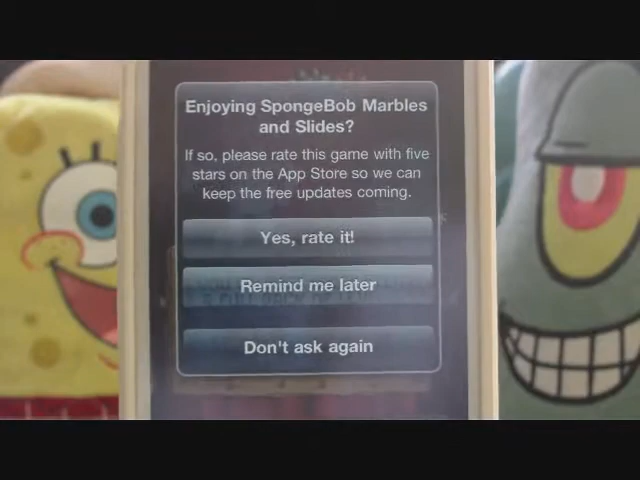 Enjoying SpongeBob Marbles
and Slides?
If so, please rate this game with five
stars on the App Store so we can
keep the free updates coming.
Yes, rate it!
Remind me later
Don't ask again